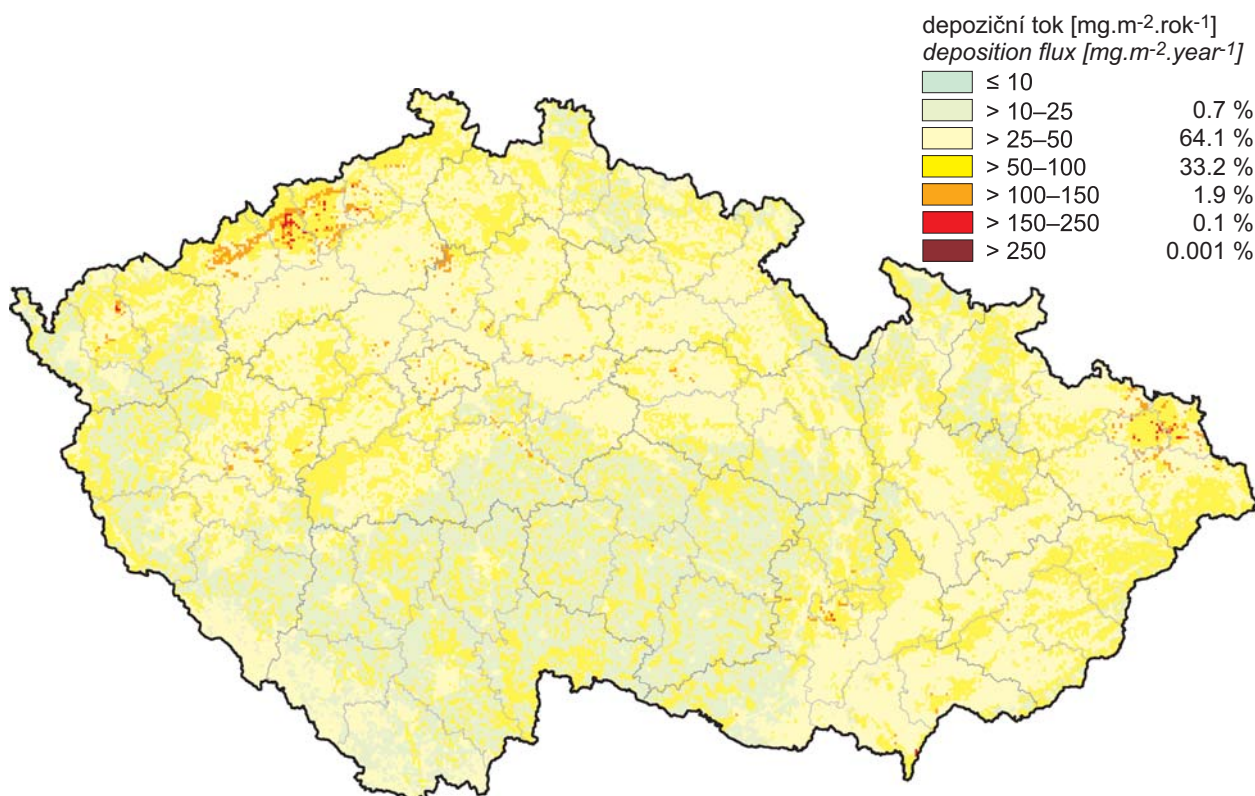 depoziční tok [mg.m-2.rok-1]
deposition flux [mg.m-2.year-1]
≤ 10
> 10–25 0.7 %
> 25–50 64.1 %
> 50–100 33.2 %
> 100–150 1.9 %
> 150–250 0.1 %
> 250 0.001 %